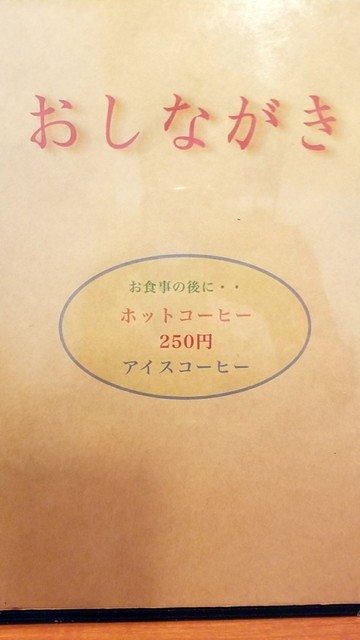 おしながき
お食事の後に・・
ホットコーヒー
250円
アイスコーヒー